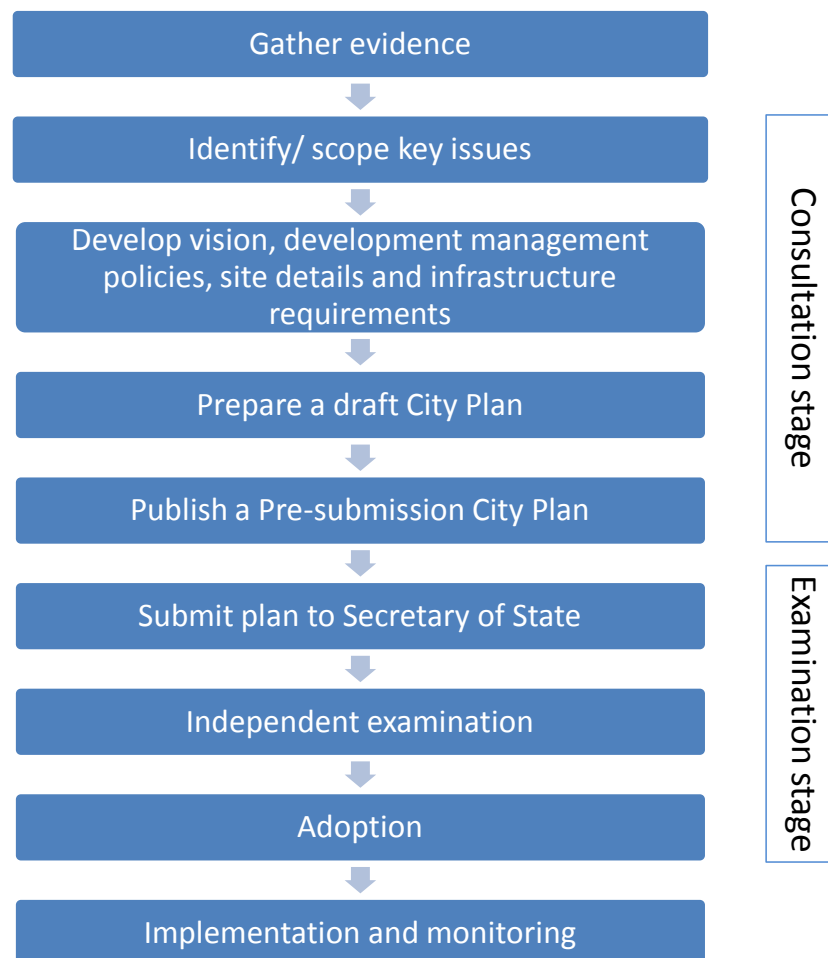 Gather evidence
Identify/ scope key issues
Develop vision, development management
policies, site details and infrastructure
requirements
Prepare a draft City Plan
Publish a Pre-submission City Plan
Submit plan to Secretary of State
Independent examination
Adoption
Implementation and monitoring
Consultation stage
Examination stage